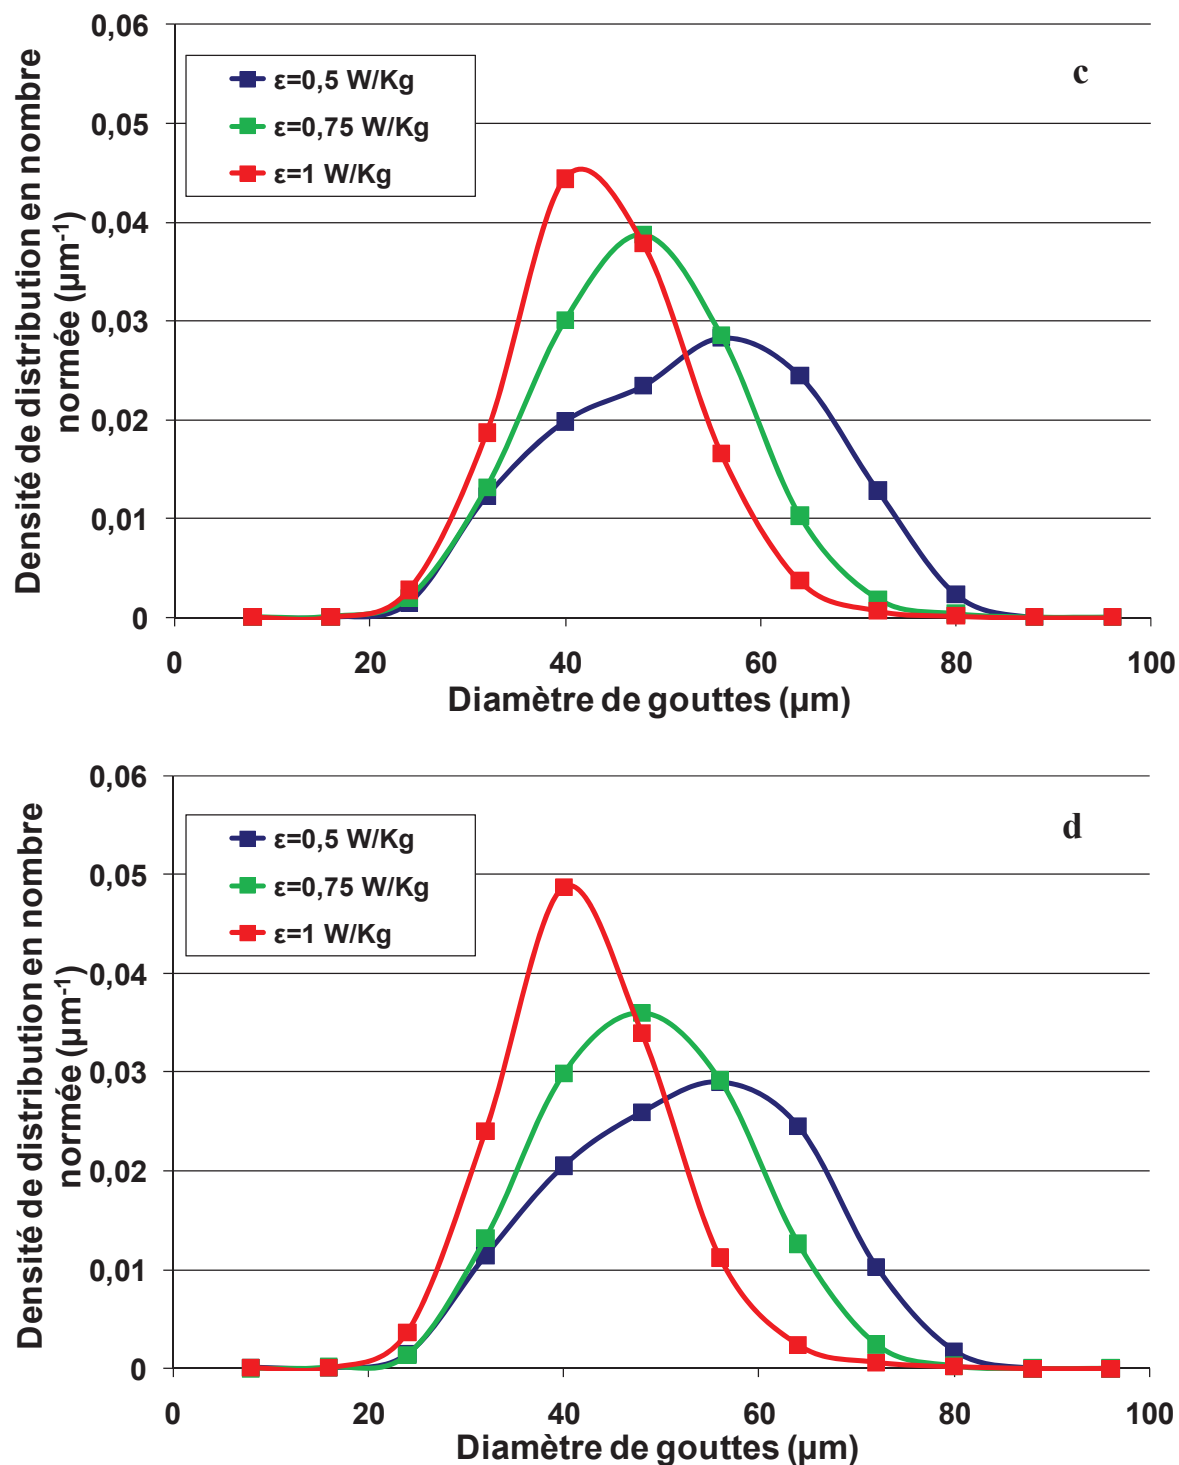 0,06
0,05
0,04
0,03
0,02
0,01
0
Densité de distribution en nombre
normée (µm⁻¹)
ε=0,5 W/Kg
ε=0,75 W/Kg
ε=1 W/Kg
c
0 20 40 60 80 100
Diamètre de gouttes (µm)
0,06
0,05
0,04
0,03
0,02
0,01
0
Densité de distribution en nombre
normée (µm⁻¹)
ε=0,5 W/Kg
ε=0,75 W/Kg
ε=1 W/Kg
d
0 20 40 60 80 100
Diamètre de gouttes (µm)